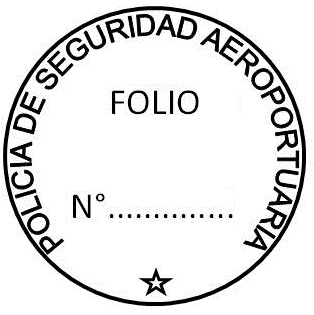 POLICIA DE SEGURIDAD AEROPORTUARIA
FOLIO
N°..............